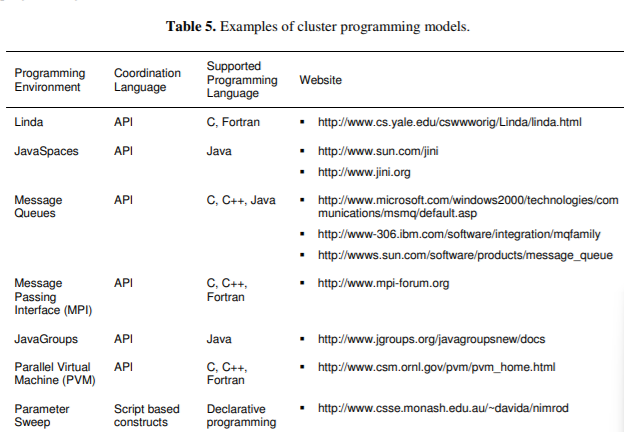 Table 5. Examples of cluster programming models.
Programming Environment | Coordination Language | Supported Programming Language | Website
Linda | API | C, Fortran | ▪ http://www.cs.yale.edu/cswwworig/Linda/linda.html
JavaSpaces | API | Java | ▪ http://www.sun.com/jini
▪ http://www.jini.org
Message Queues | API | C, C++, Java | ▪ http://www.microsoft.com/windows2000/technologies/communications/msmq/default.asp
▪ http://www-306.ibm.com/software/integration/mqfamily
▪ http://wwws.sun.com/software/products/message_queue
Message Passing Interface (MPI) | API | C, C++, Fortran | ▪ http://www.mpi-forum.org
JavaGroups | API | Java | ▪ http://www.jgroups.org/javagroupsnew/docs
Parallel Virtual Machine (PVM) | API | C, C++, Fortran | ▪ http://www.csm.ornl.gov/pvm/pvm_home.html
Parameter Sweep | Script based constructs | Declarative programming | ▪ http://www.csse.monash.edu.au/~davida/nimrod